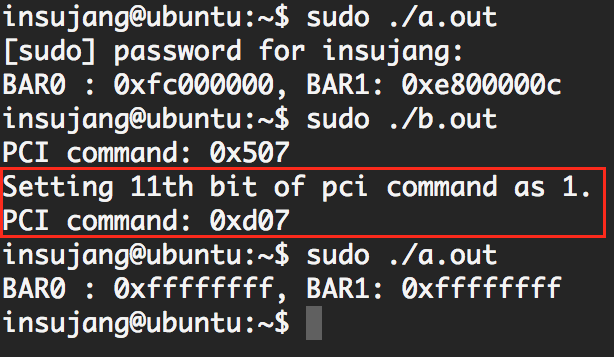 insujang@ubuntu:~$ sudo ./a.out
[sudo] password for insujang:
BAR0 : 0xfc000000, BAR1: 0xe800000c
insujang@ubuntu:~$ sudo ./b.out
PCI command: 0x507
Setting 11th bit of pci command as 1.
PCI command: 0xd07
insujang@ubuntu:~$ sudo ./a.out
BAR0 : 0xffffffff, BAR1: 0xffffffff
insujang@ubuntu:~$